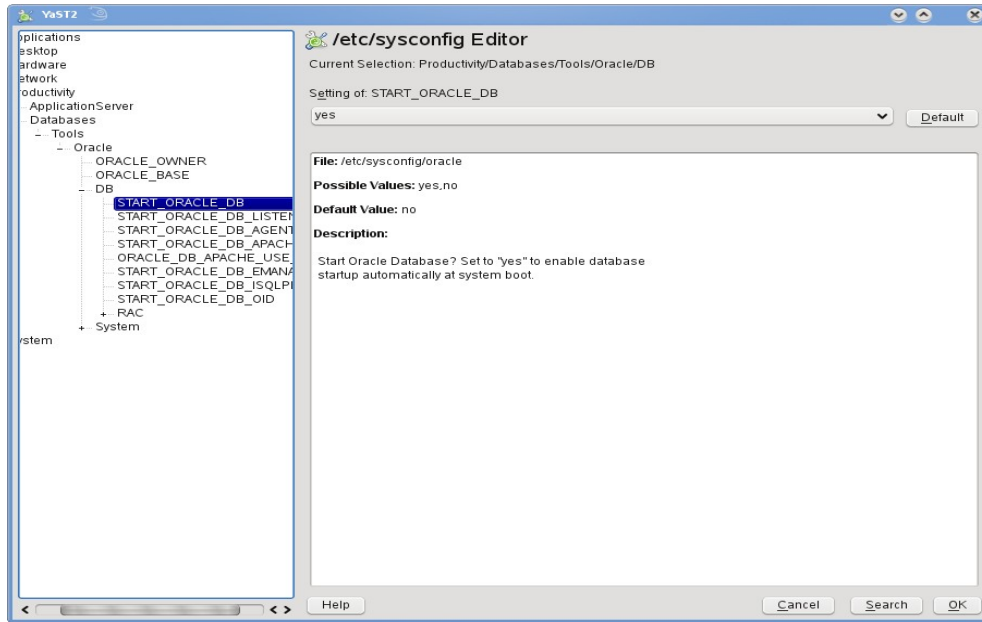 YaST2
pplications
esktop
ardware
etwork
roductivity
ApplicationServer
Databases
Tools
Oracle
ORACLE_OWNER
ORACLE_BASE
DB
START_ORACLE_DB
START_ORACLE_DB_LISTEN
START_ORACLE_DB_AGENT
START_ORACLE_DB_APACH
ORACLE_DB_APACHE_USE_
START_ORACLE_DB_EMANA
START_ORACLE_DB_ISQLPL
START_ORACLE_DB_OID
RAC
System
ystem
/etc/sysconfig Editor
Current Selection: Productivity/Databases/Tools/Oracle/DB
Setting of: START_ORACLE_DB
yes
Default
File: /etc/sysconfig/oracle
Possible Values: yes,no
Default Value: no
Description:
Start Oracle Database? Set to "yes" to enable database
startup automatically at system boot.
Help
Cancel
Search
OK